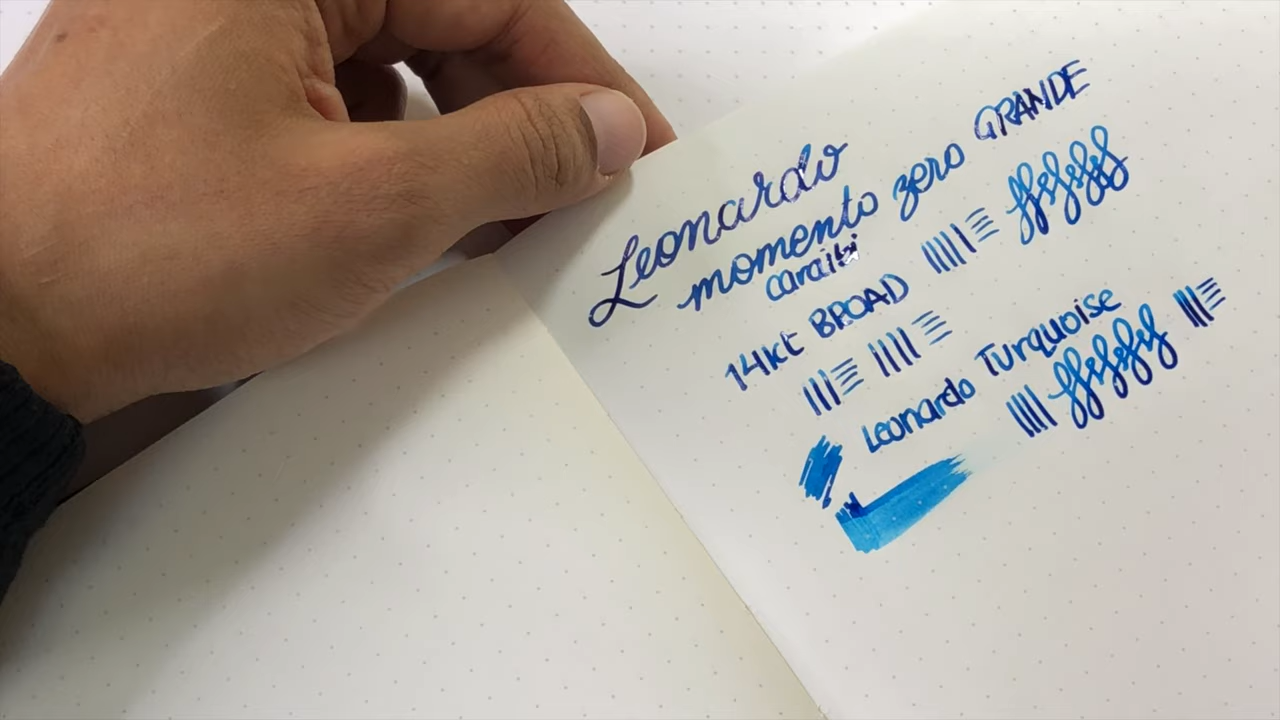 Leonardo
momento zero GRANDE
caraibi
14kt BROAD
Leonardo Turquoise